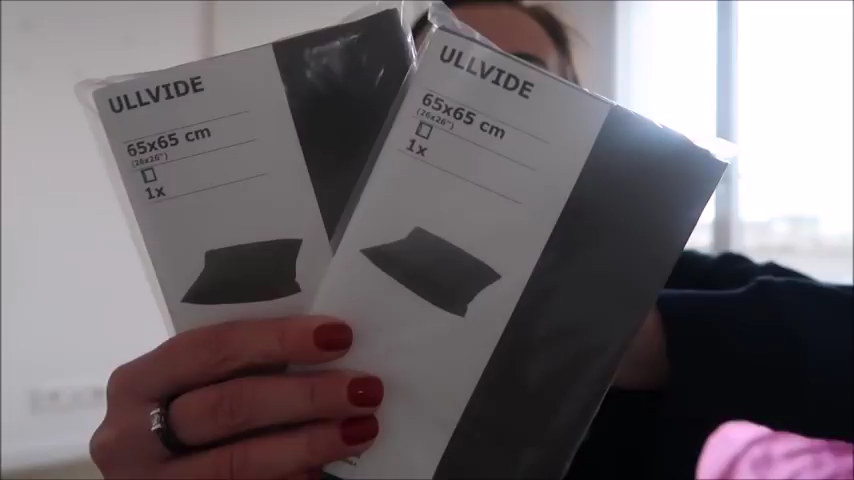 ULLVIDE
65x65 cm
(26x26")
1x
ULLVIDE
65x65 cm
(26x26")
1x